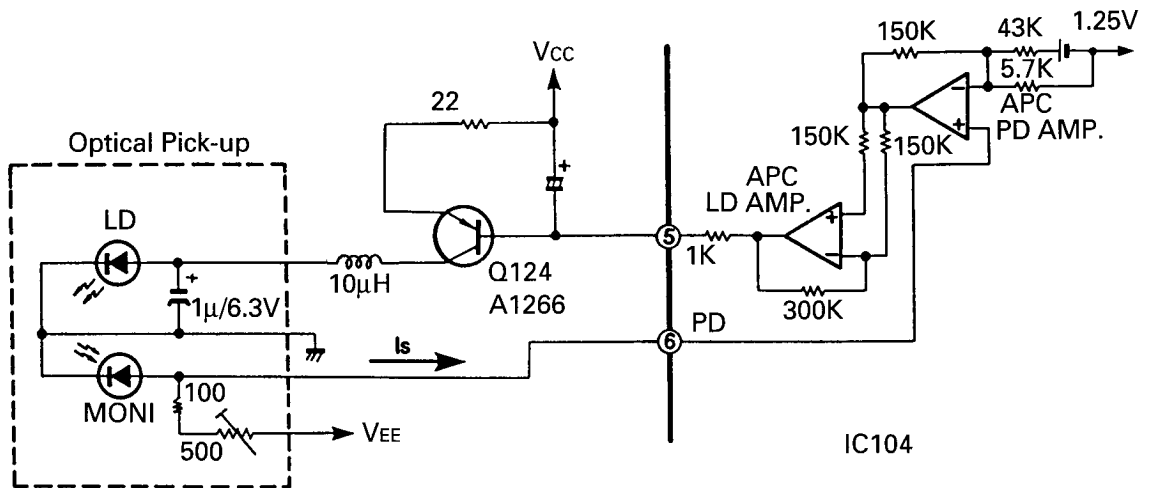 1.25V
150K
43K
5.7K
APC
PD AMP.
VCC
22
150K
150K
Optical Pick-up
+
APC
LD AMP.
LD
+
5
1K
Q124
A1266
10μH
1μ/6.3V
300K
PD
6
Is
100
MONI
500
VEE
IC104